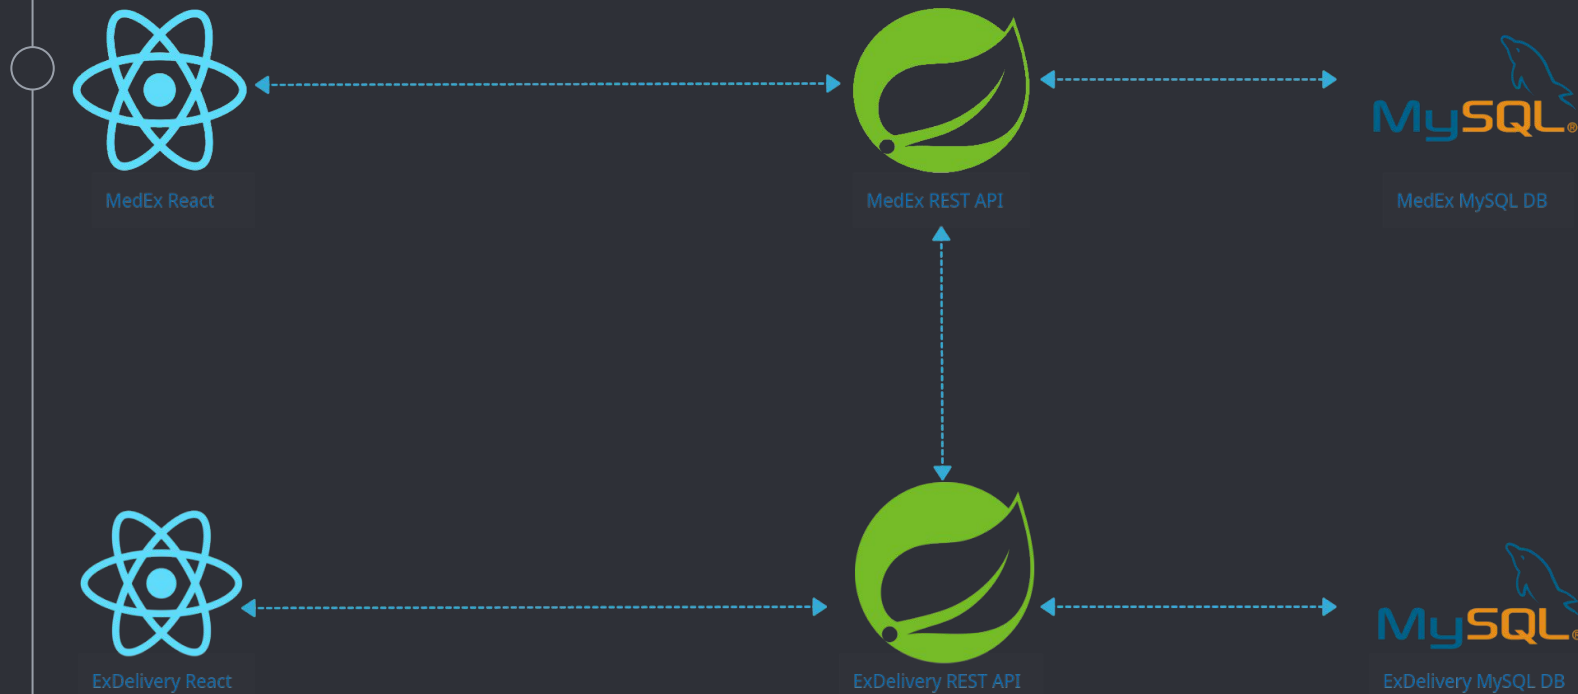 MySQL®
MedEx React
MedEx REST API
MedEx MySQL DB
MySQL®
ExDelivery React
ExDelivery REST API
ExDelivery MySQL DB